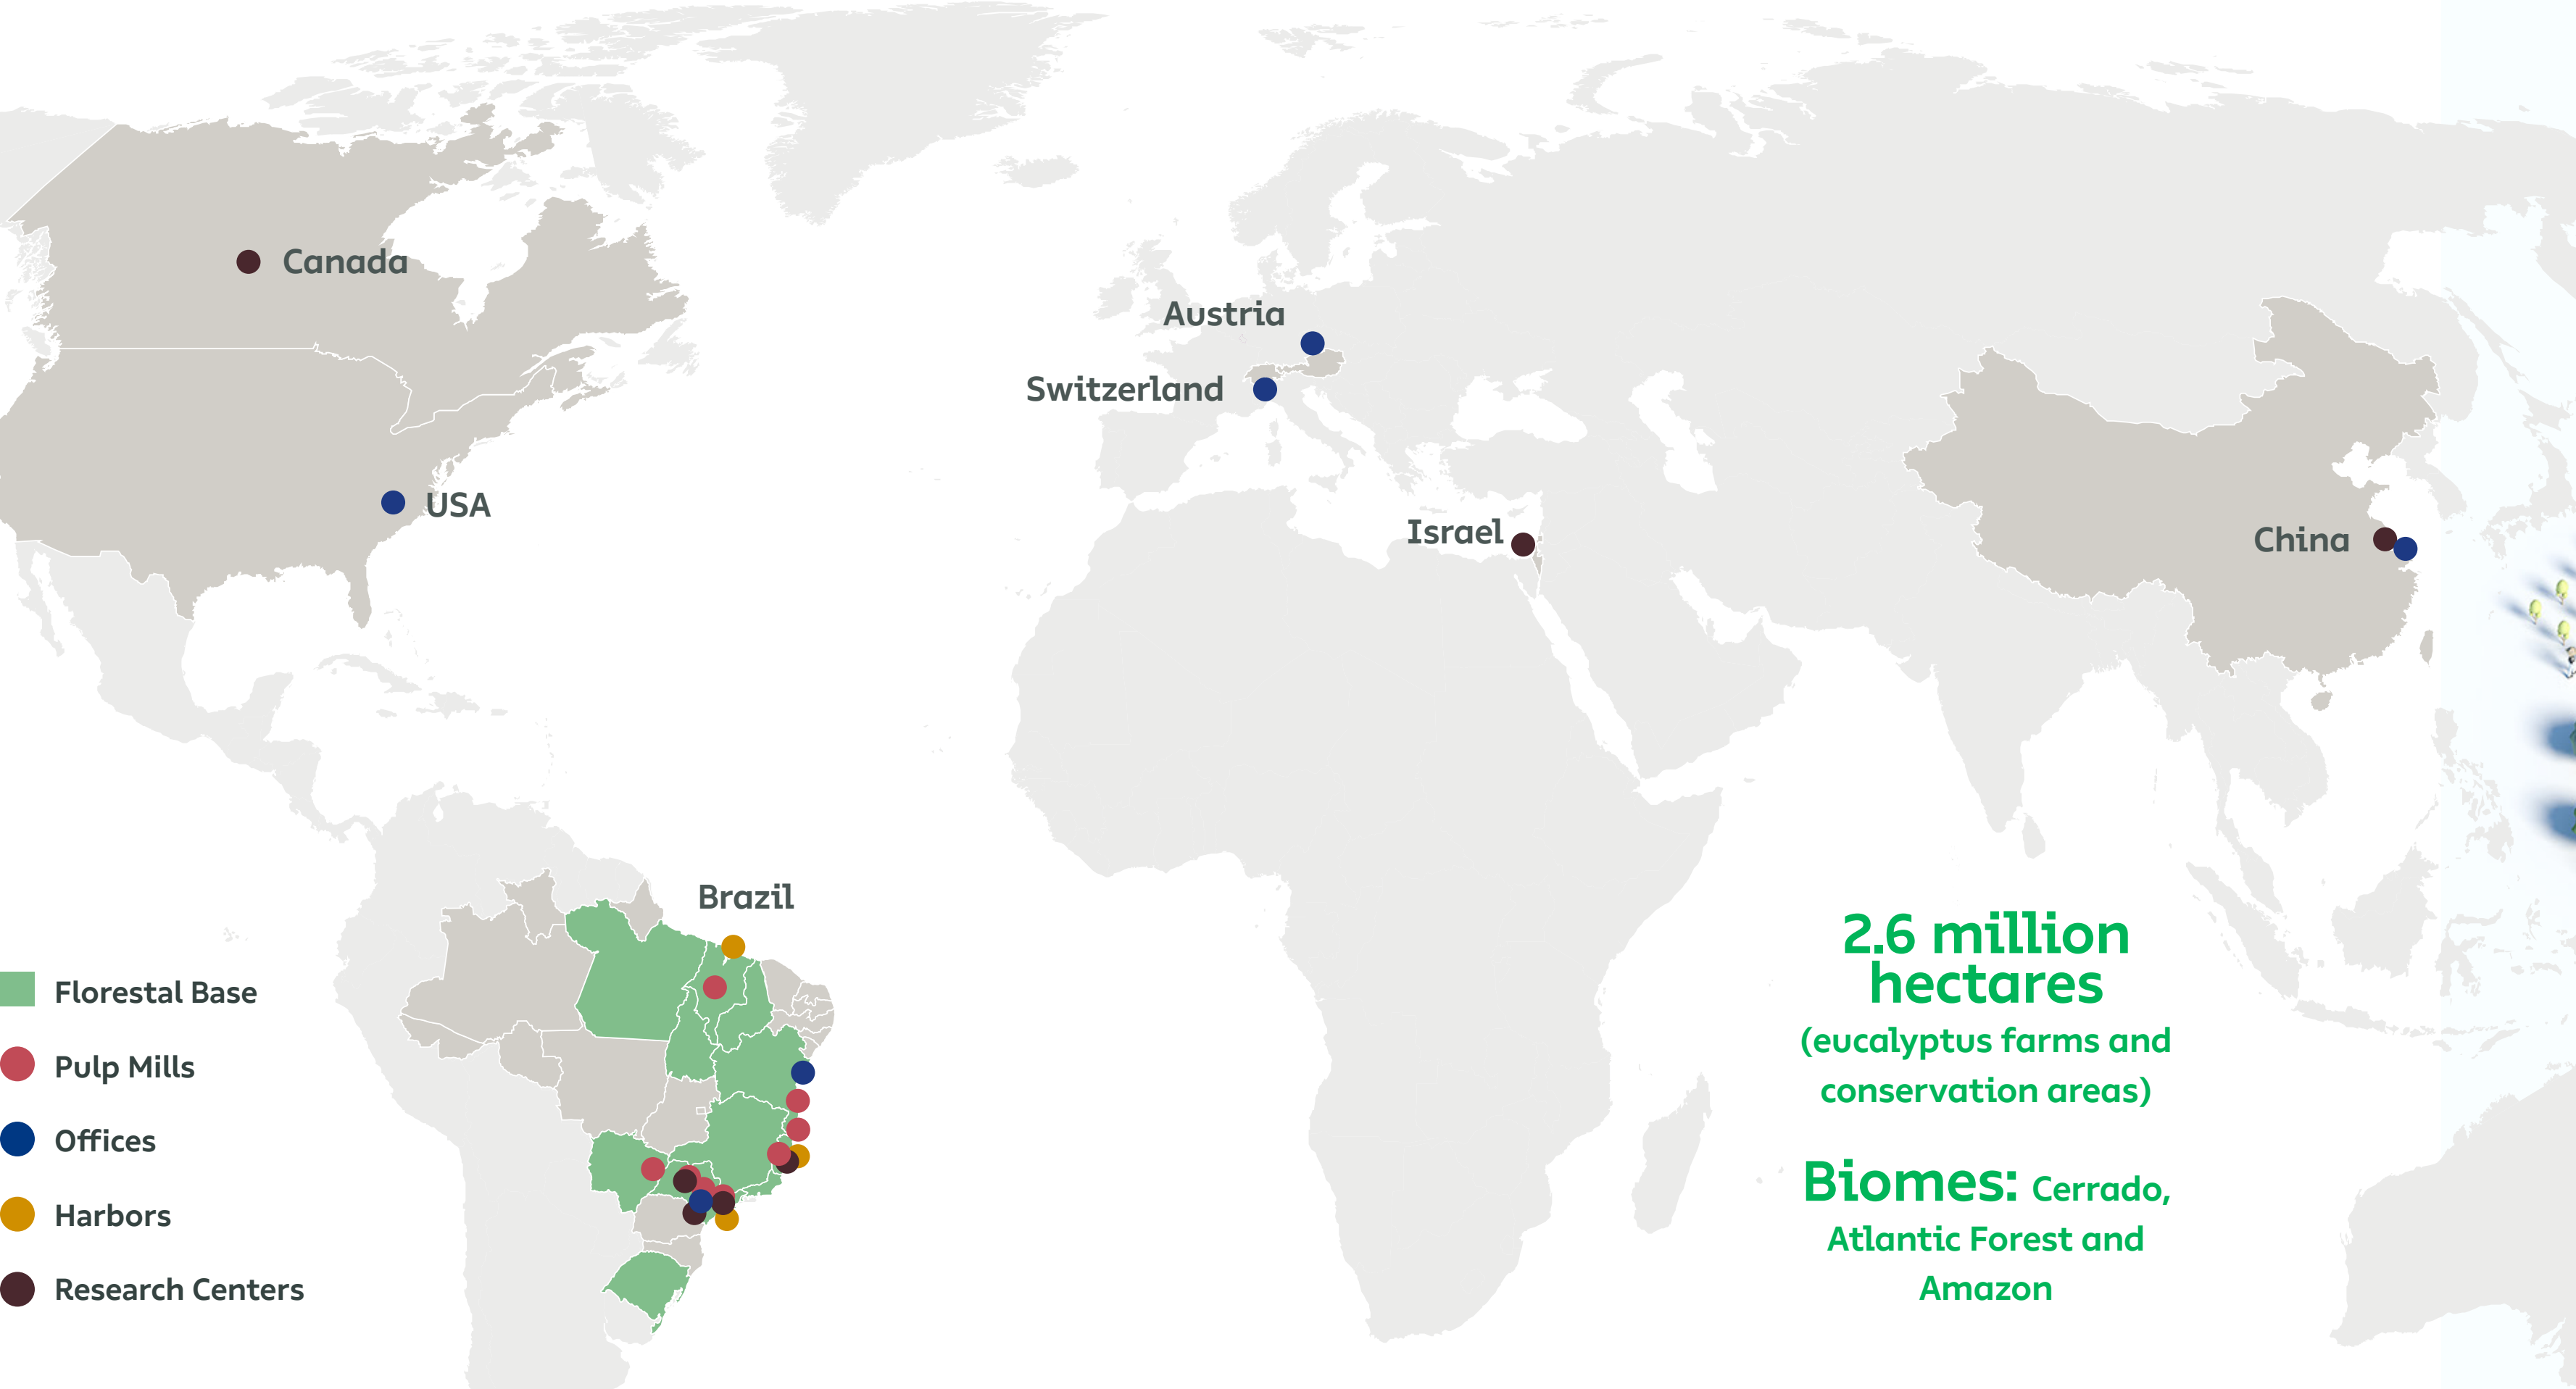 Canada
Austria
Switzerland
USA
Israel
China
Brazil
Florestal Base
Pulp Mills
Offices
Harbors
Research Centers
2.6 million
hectares
(eucalyptus farms and
conservation areas)
Biomes: Cerrado,
Atlantic Forest and
Amazon